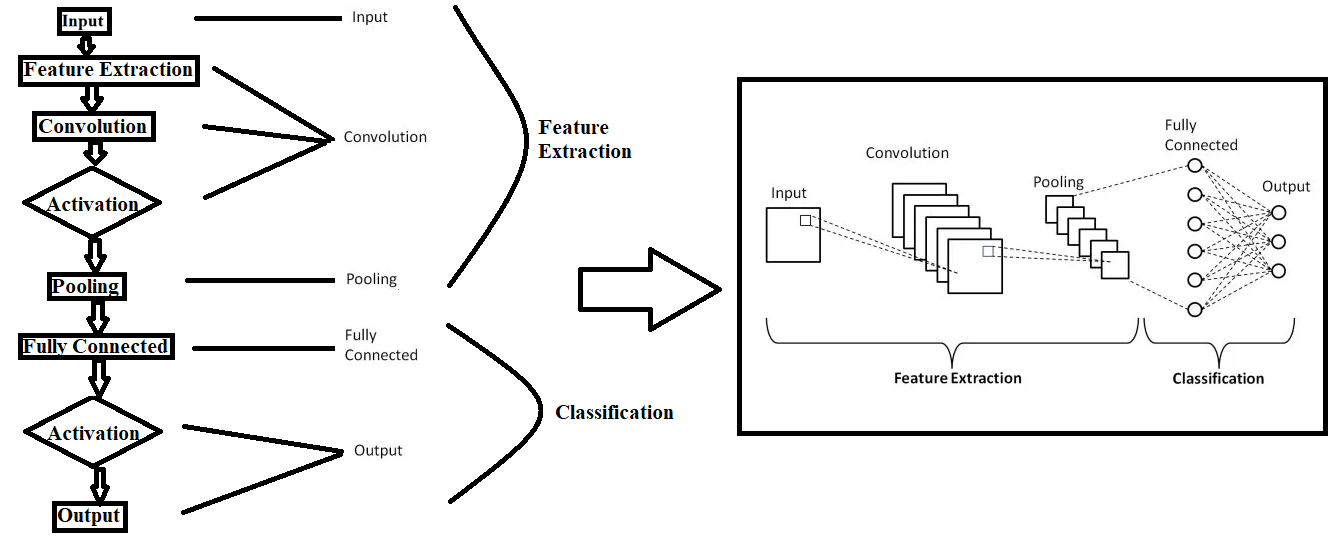 Input
Feature Extraction
Convolution
Activation
Pooling
Fully Connected
Activation
Output
Input
Convolution
Pooling
Fully
Connected
Output
Feature
Extraction
Classification
Input
Convolution
Pooling
Fully
Connected
Output
Feature Extraction
Classification